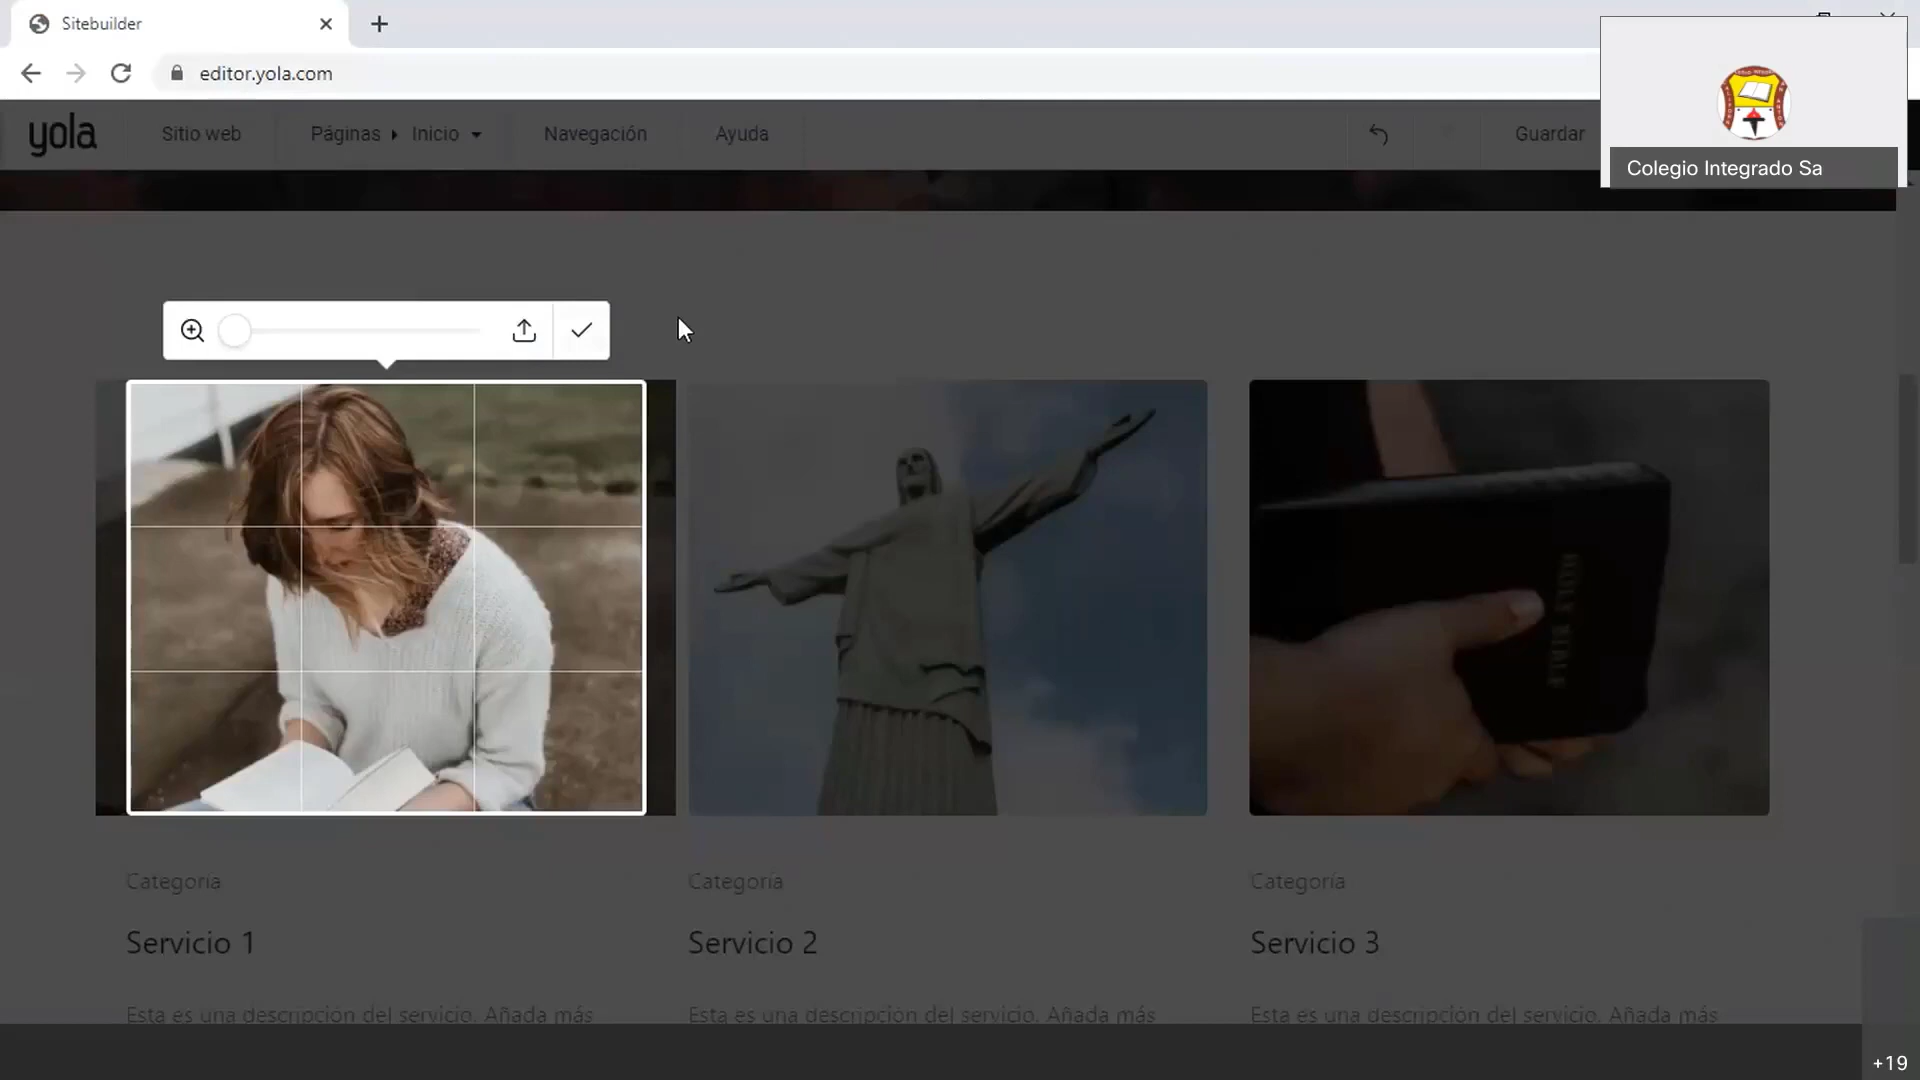 Sitebuilder
editor.yola.com
yola
Sitio web
Páginas
Inicio
Navegación
Ayuda
Guardar
Colegio Integrado Sa
HOLY BIBLE
Categoría
Categoría
Categoría
Servicio 1
Servicio 2
Servicio 3
Esta es una descripción del servicio. Añada más
Esta es una descripción del servicio. Añada más
Esta es una descripción del servicio. Añada más
+19